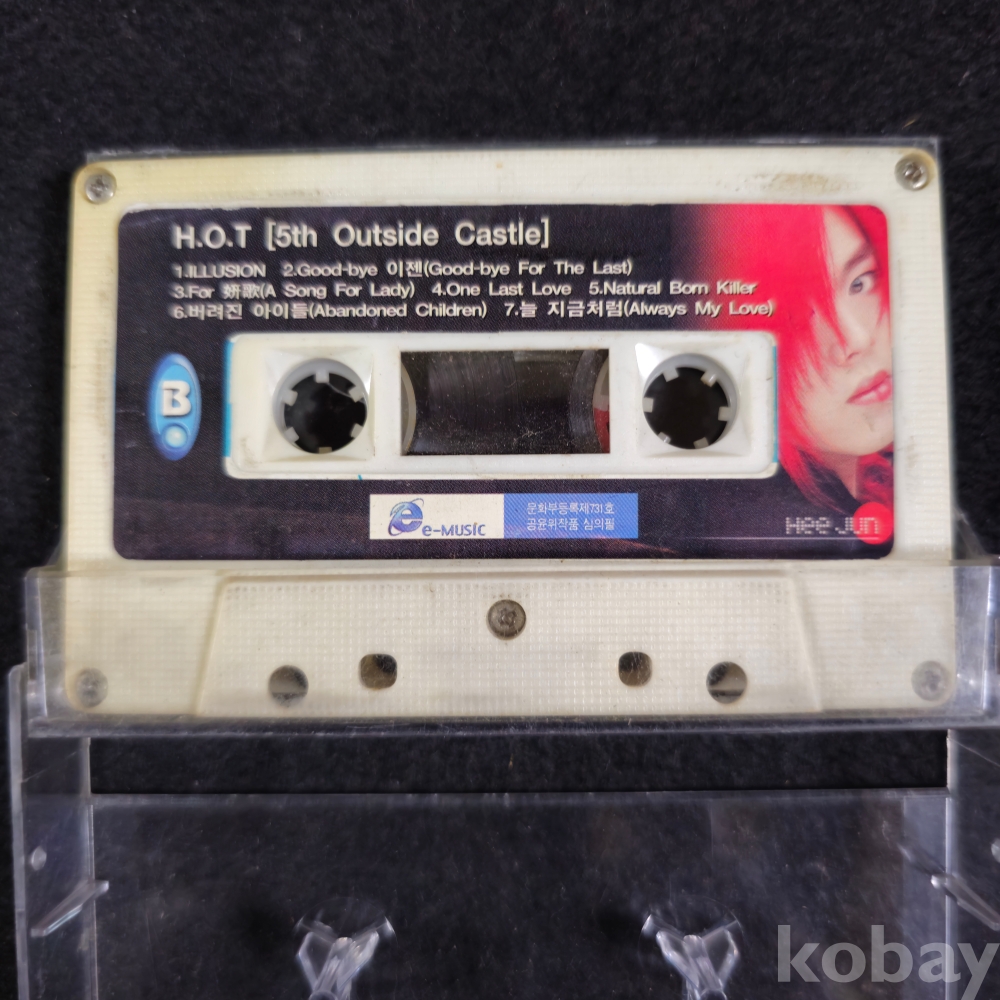 H.O.T [5th Outside Castle]
1.ILLUSION 2.Good-bye 이젠(Good-bye For The Last)
3.For 妍歌(A Song For Lady) 4.One Last Love 5.Natural Born Killer
6.버려진 아이들(Abandoned Children) 7.늘 지금처럼(Always My Love)
B
e e-MUSIC
문화부등록제731호
공윤위작품 심의필
Hee Jun
kobay